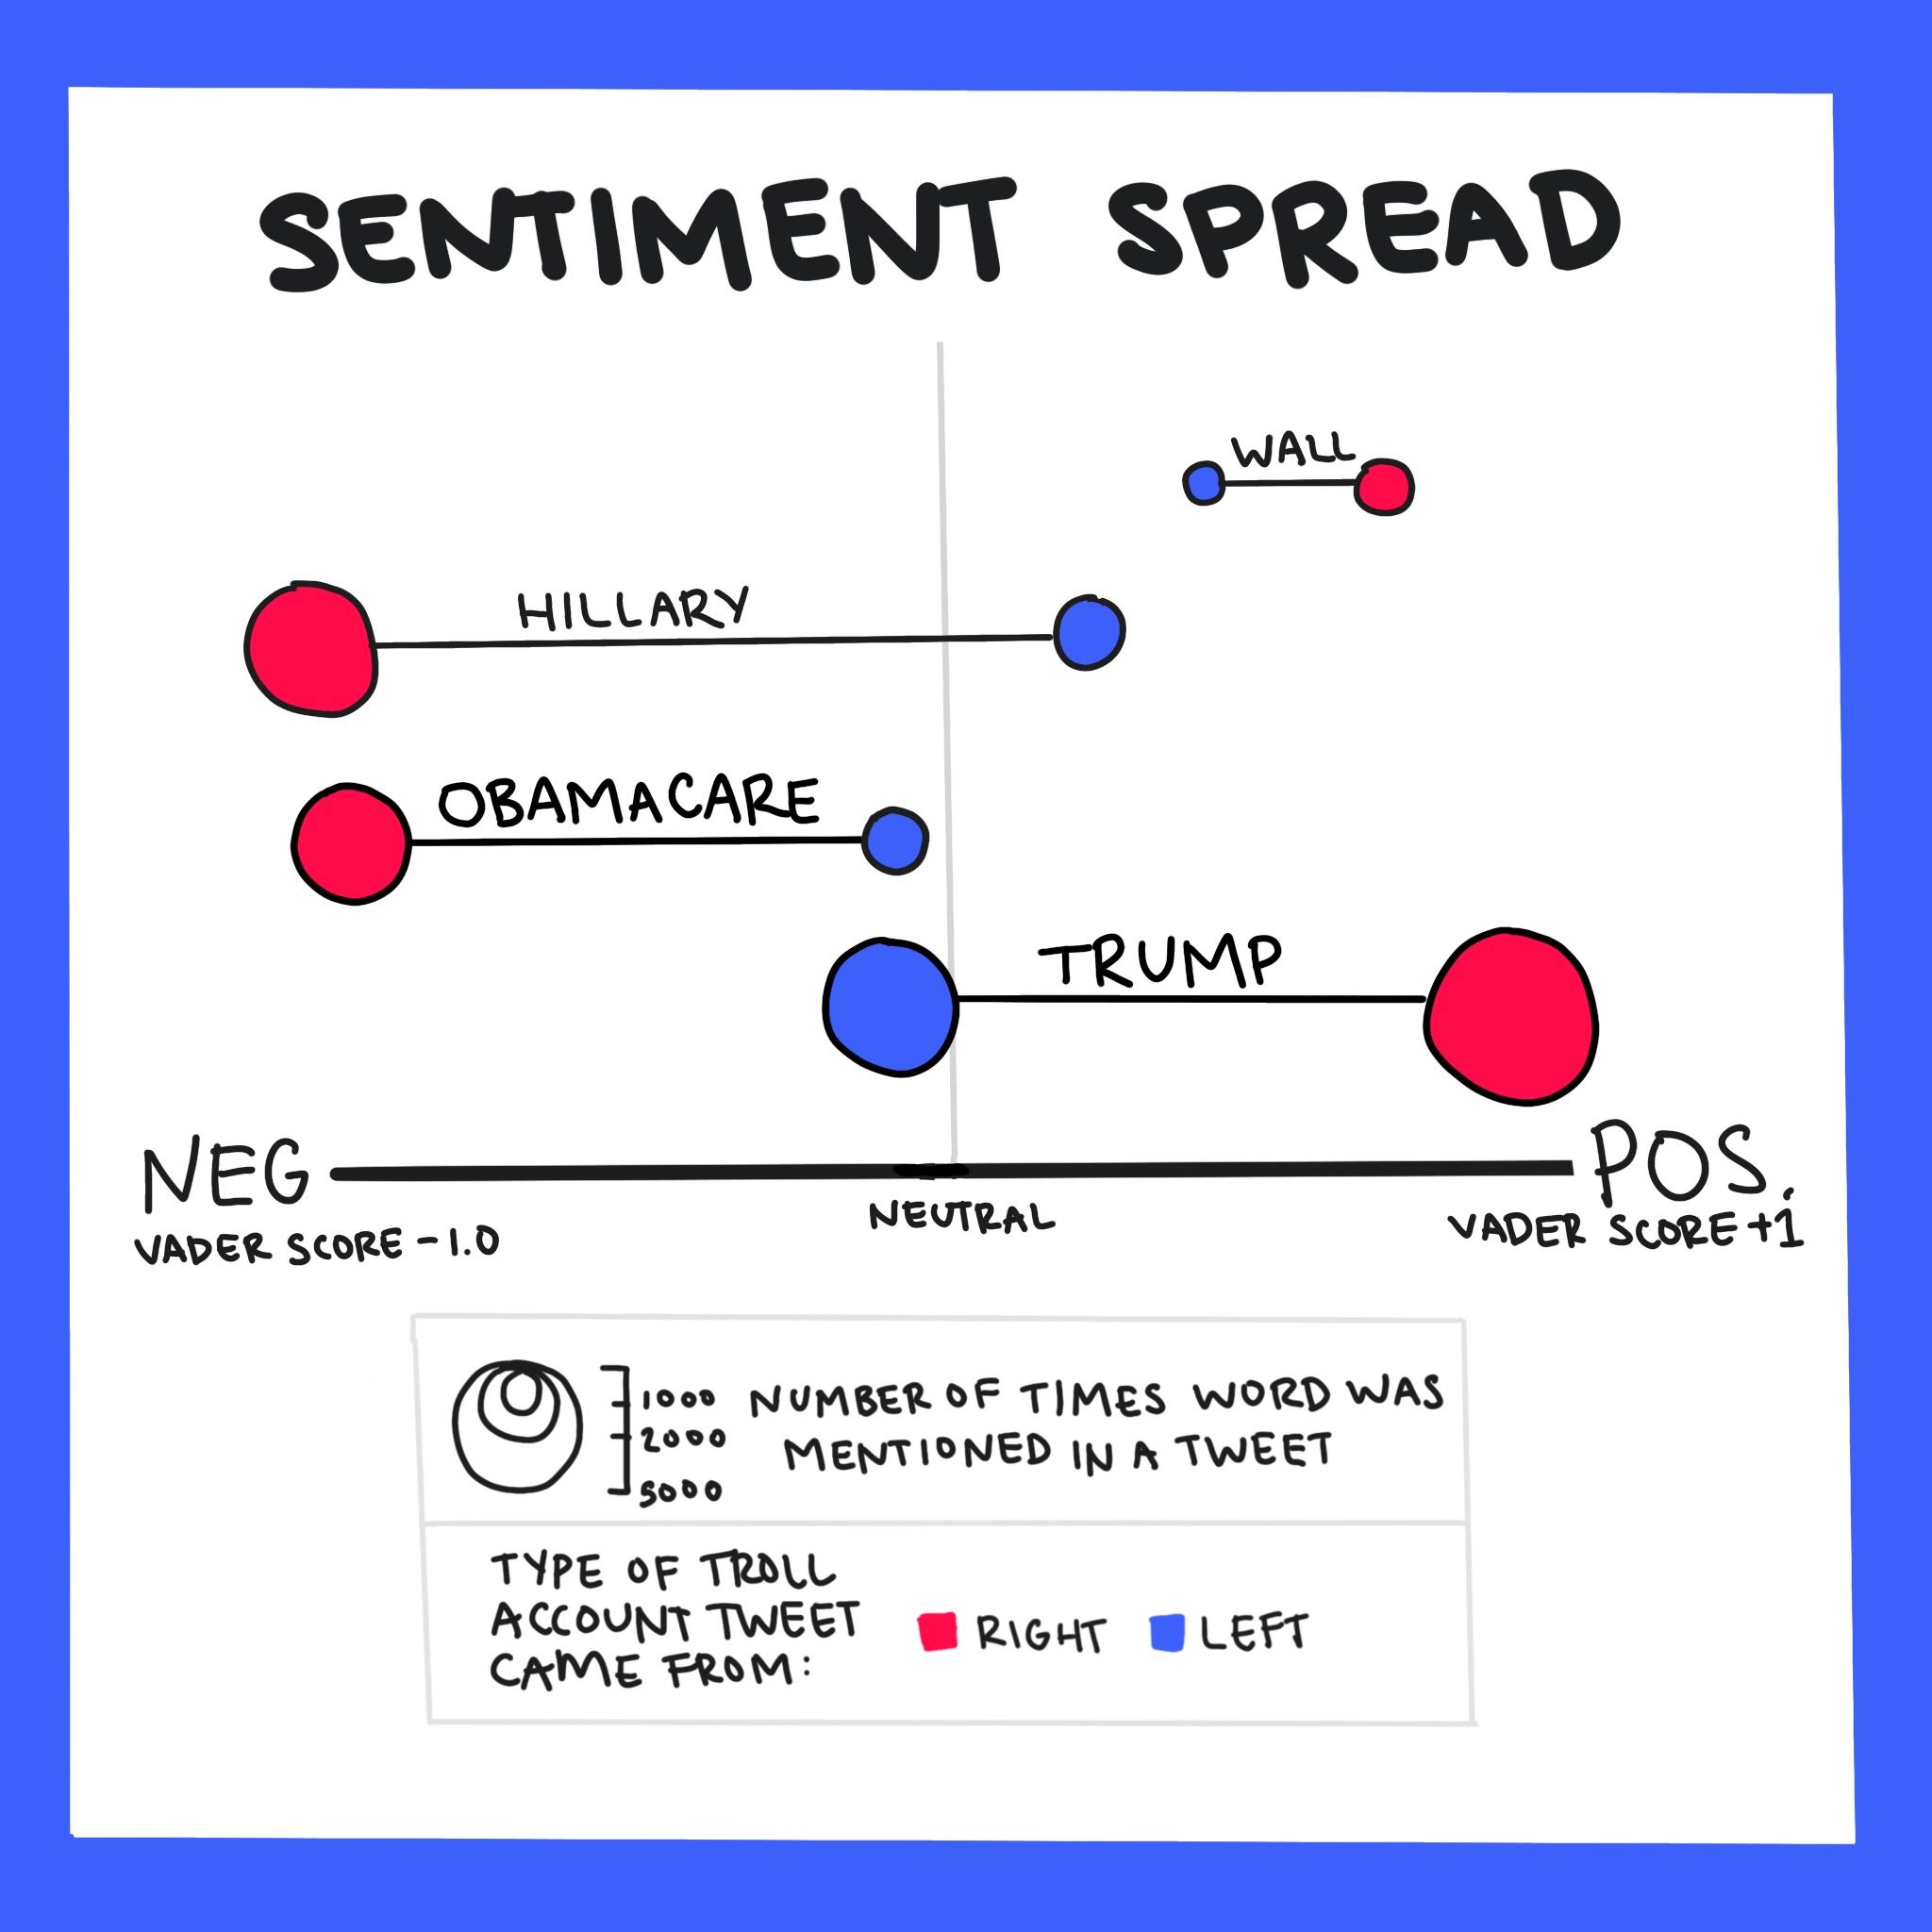 SENTIMENT SPREAD
WALL
HILLARY
OBAMACARE
TRUMP
NEG
POS.
NEUTRAL
VADER SCORE -1.0
VADER SCORE +1
1000
2000
5000
NUMBER OF TIMES WORD WAS
MENTIONED IN A TWEET
TYPE OF TROLL
ACCOUNT TWEET
CAME FROM:
RIGHT
LEFT